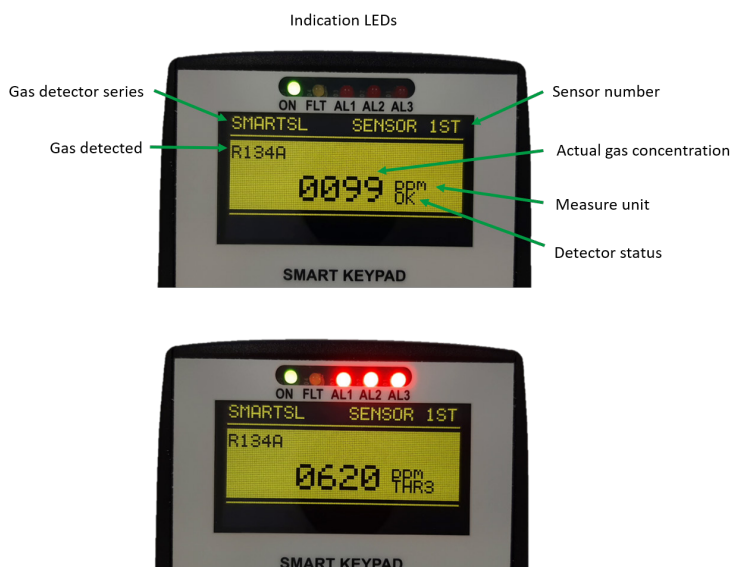 Indication LEDs
Gas detector series
Sensor number
ON FLT AL1 AL2 AL3
SMARTSL SENSOR 1ST
Gas detected
R134A
Actual gas concentration
0099 ppm
OK
Measure unit
Detector status
SMART KEYPAD
ON FLT AL1 AL2 AL3
SMARTSL SENSOR 1ST
R134A
0620 ppm
THR3
SMART KEYPAD